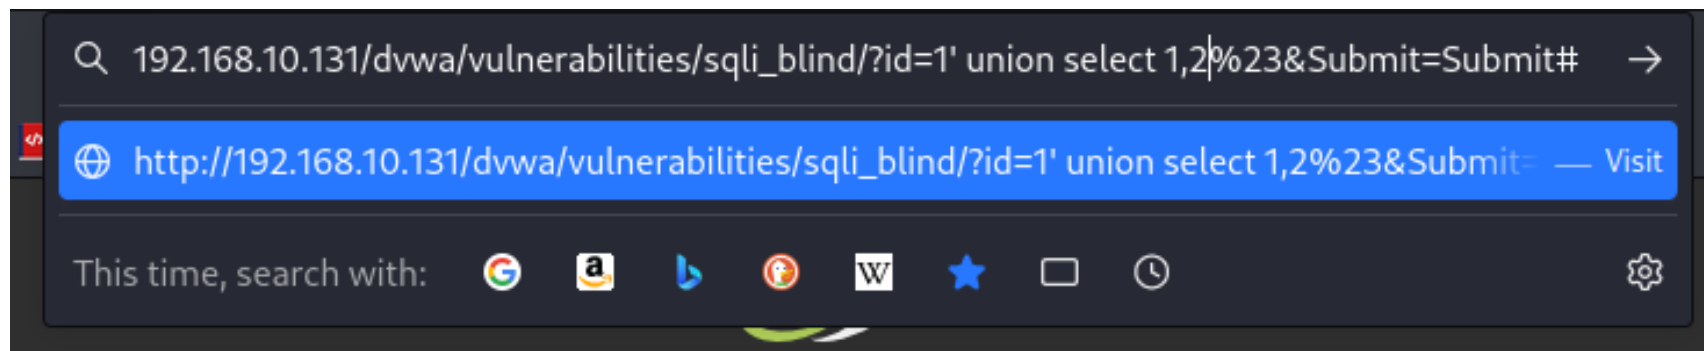 192.168.10.131/dvwa/vulnerabilities/sqli_blind/?id=1' union select 1,2%23&Submit=Submit#
http://192.168.10.131/dvwa/vulnerabilities/sqli_blind/?id=1' union select 1,2%23&Submit= — Visit
This time, search with: